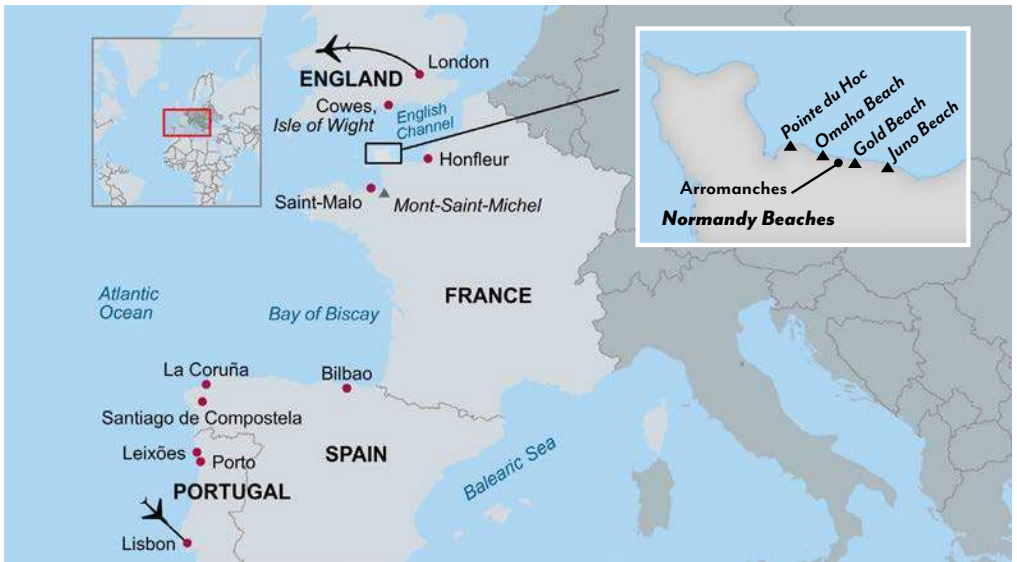 London
ENGLAND
Cowes,
Isle of Wight
English
Channel
Honfleur
Saint-Malo
Mont-Saint-Michel
Pointe du Hoc
Omaha Beach
Gold Beach
Juno Beach
Arromanches
Normandy Beaches
Atlantic
Ocean
Bay of Biscay
FRANCE
La Coruña
Bilbao
Santiago de Compostela
Leixões
Porto
SPAIN
PORTUGAL
Balearic Sea
Lisbon